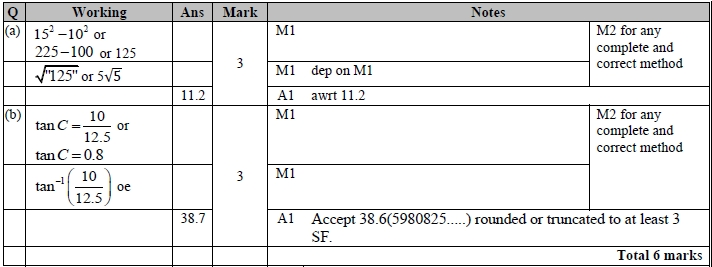 Q Working Ans Mark Notes
(a) 15² – 10² or
225 – 100 or 125
3
M1
M2 for any
complete and
correct method
√"125" or 5√5
M1 dep on M1
11.2
A1 awrt 11.2
(b) tan C = 10/12.5 or
tan C = 0.8
3
M1
M2 for any
complete and
correct method
tan⁻¹(10/12.5) oe
M1
38.7
A1 Accept 38.6(5980825.....) rounded or truncated to at least 3
SF.
Total 6 marks